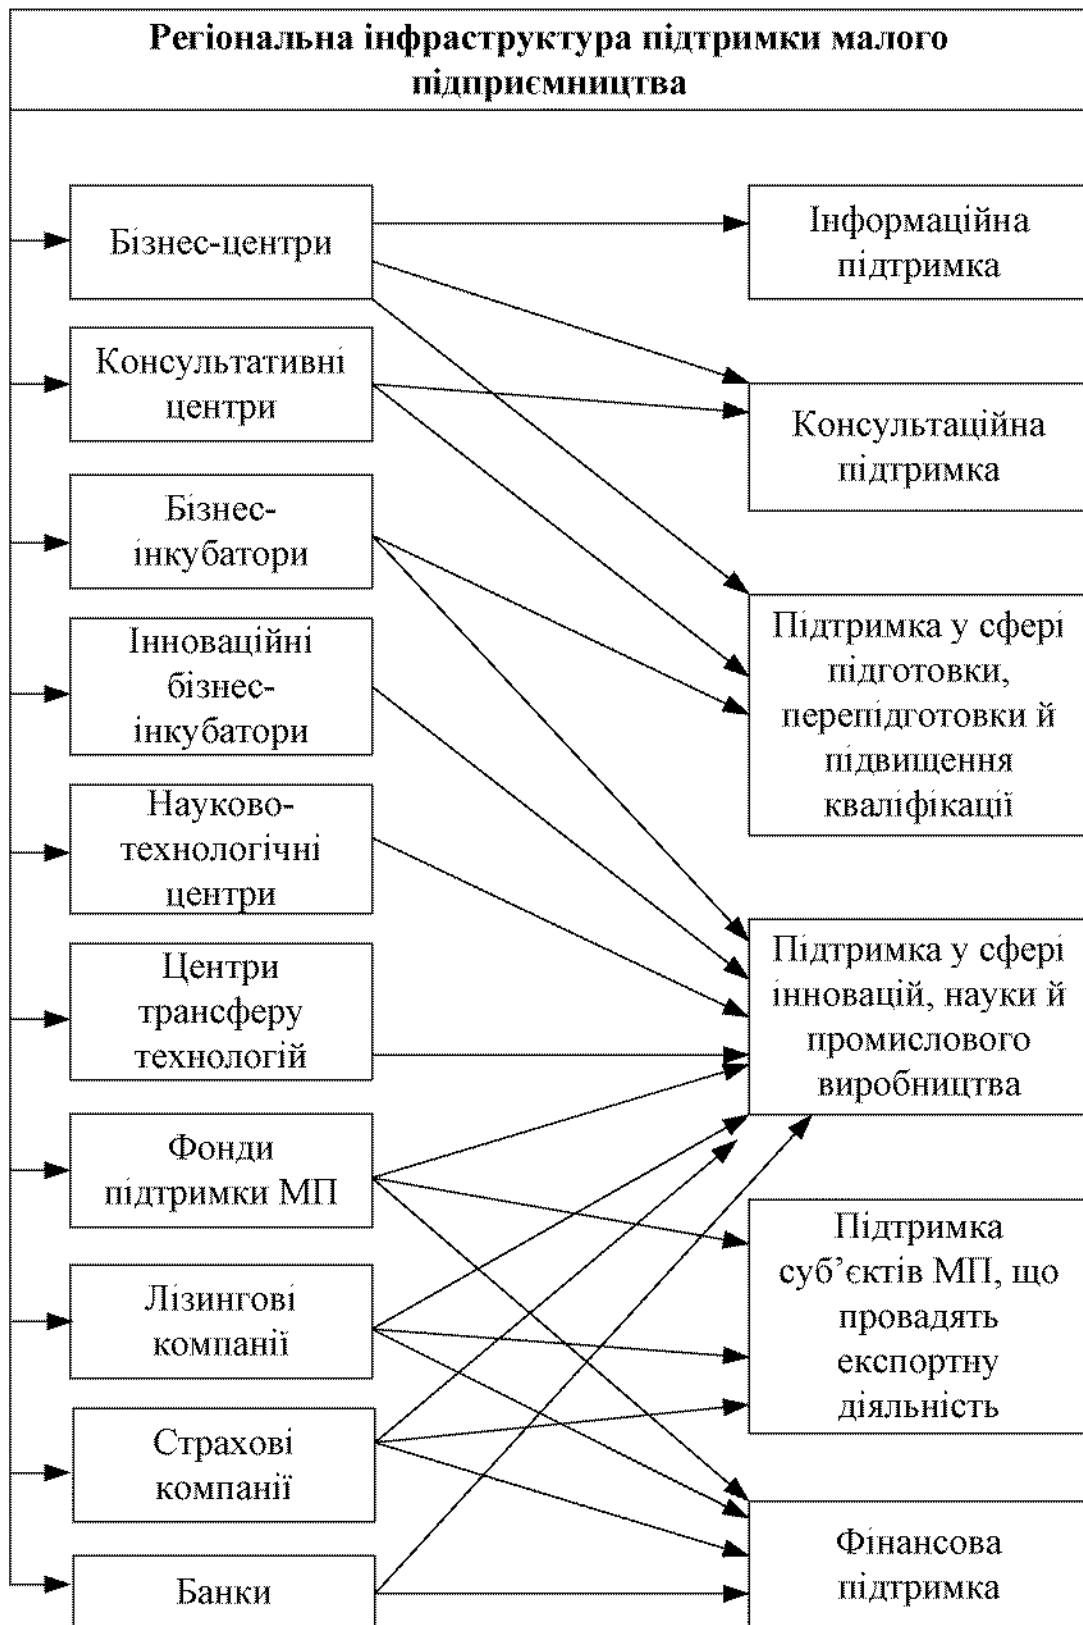 Регіональна інфраструктура підтримки малого
підприємництва
Бізнес-центри
Консультативні
центри
Бізнес-
інкубатори
Інноваційні
бізнес-
інкубатори
Науково-
технологічні
центри
Центри
трансферу
технологій
Фонди
підтримки МП
Лізингові
компанії
Страхові
компанії
Банки
Інформаційна
підтримка
Консультаційна
підтримка
Підтримка у сфері
підготовки,
перепідготовки й
підвищення
кваліфікації
Підтримка у сфері
інновацій, науки й
промислового
виробництва
Підтримка
суб’єктів МП, що
провадять
експортну
діяльність
Фінансова
підтримка